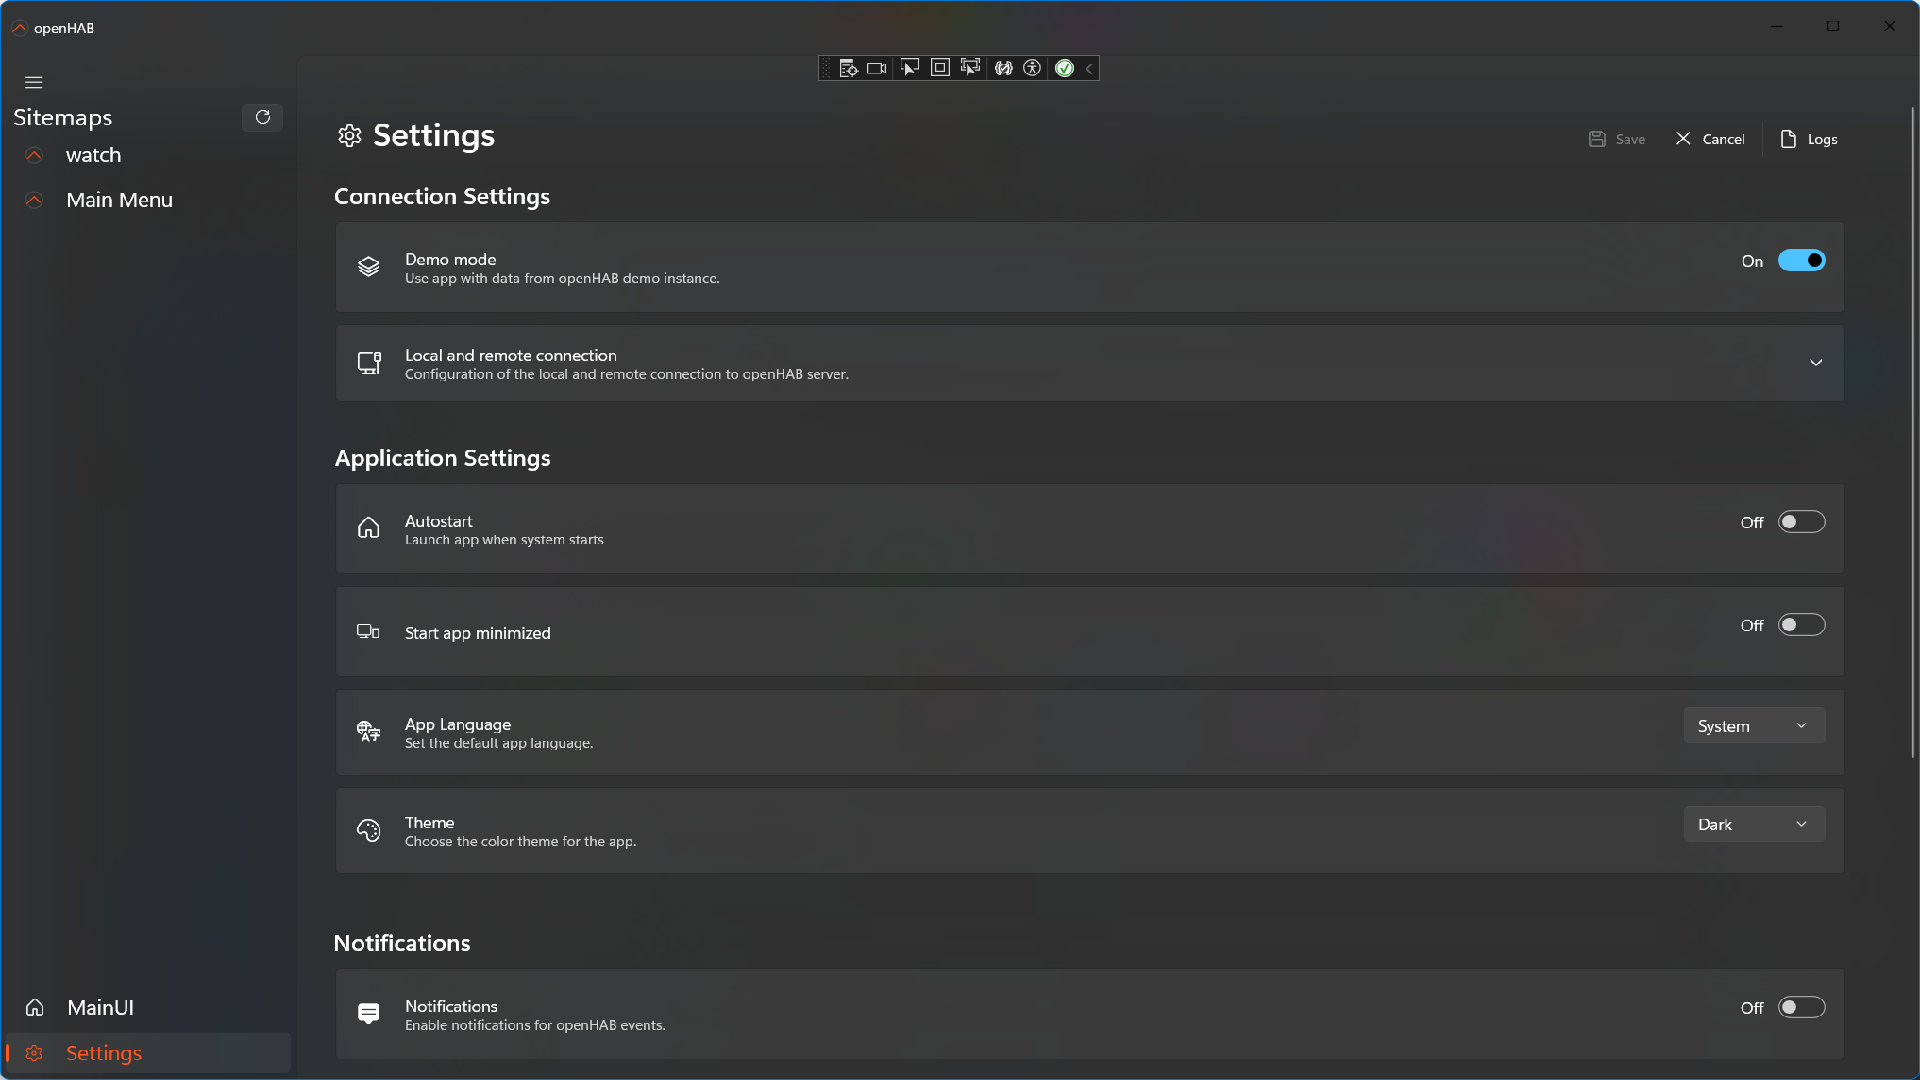 openHAB
Sitemaps
watch
Main Menu
Settings
Save
Cancel
Logs
Connection Settings
Demo mode
Use app with data from openHAB demo instance.
On
Local and remote connection
Configuration of the local and remote connection to openHAB server.
Application Settings
Autostart
Launch app when system starts
Off
Start app minimized
Off
App Language
Set the default app language.
System
Theme
Choose the color theme for the app.
Dark
Notifications
Notifications
Enable notifications for openHAB events.
Off
MainUI
Settings